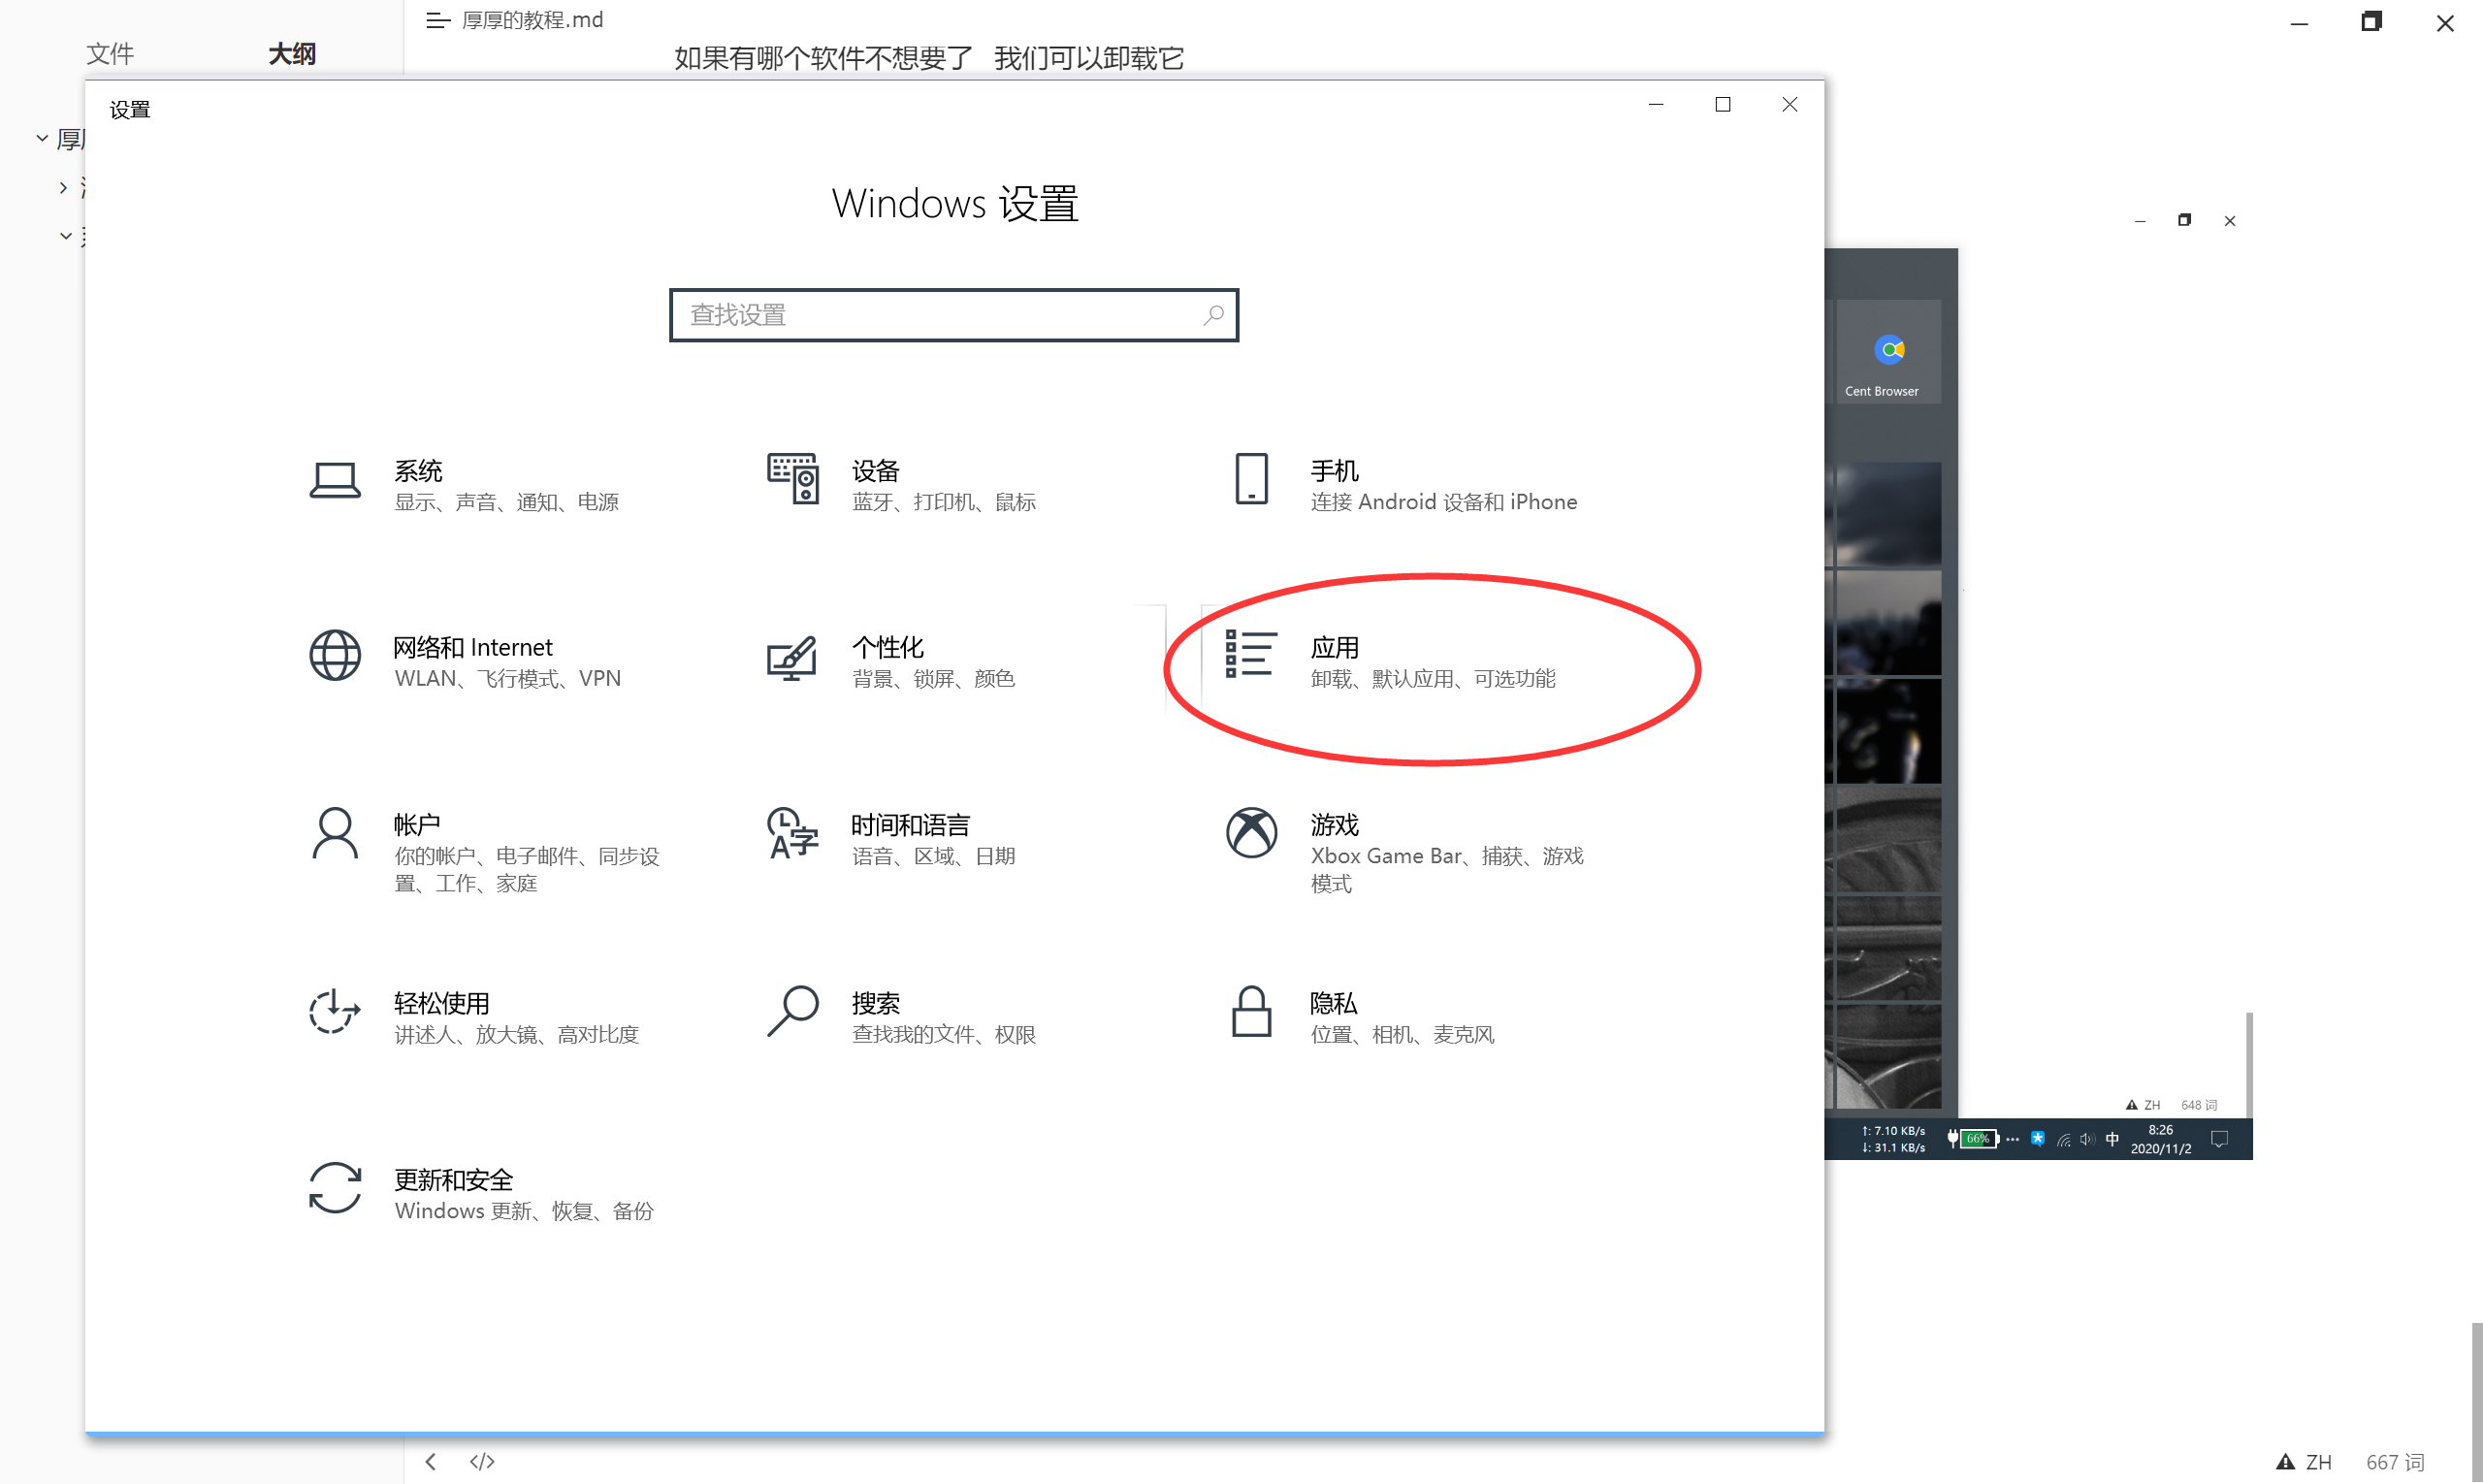 厚厚的教程.md
文件
大纲
如果有哪个软件不想要了 我们可以卸载它
设置
Windows 设置
查找设置
Cent Browser
系统
显示、声音、通知、电源
设备
蓝牙、打印机、鼠标
手机
连接 Android 设备和 iPhone
网络和 Internet
WLAN、飞行模式、VPN
个性化
背景、锁屏、颜色
应用
卸载、默认应用、可选功能
帐户
你的帐户、电子邮件、同步设
置、工作、家庭
时间和语言
语音、区域、日期
游戏
Xbox Game Bar、捕获、游戏
模式
轻松使用
讲述人、放大镜、高对比度
搜索
查找我的文件、权限
隐私
位置、相机、麦克风
更新和安全
Windows 更新、恢复、备份
ZH 648 词
↑: 7.10 KB/s
↓: 31.1 KB/s
66%
中
8:26
2020/11/2
</>
ZH 667 词